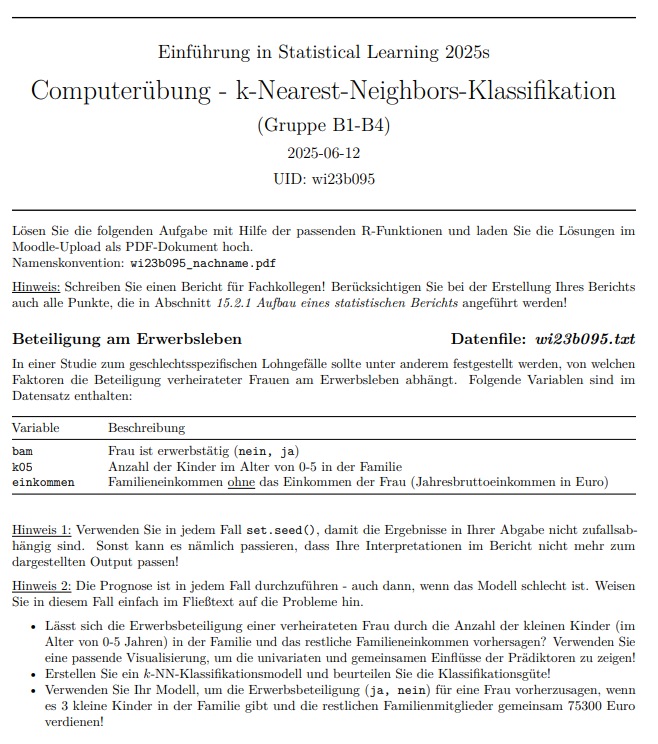 Einführung in Statistical Learning 2025s
Computerübung - k-Nearest-Neighbors-Klassifikation
(Gruppe B1-B4)
2025-06-12
UID: wi23b095
Lösen Sie die folgenden Aufgabe mit Hilfe der passenden R-Funktionen und laden Sie die Lösungen im
Moodle-Upload als PDF-Dokument hoch.
Namenskonvention: wi23b095_nachname.pdf
Hinweis: Schreiben Sie einen Bericht für Fachkollegen! Berücksichtigen Sie bei der Erstellung Ihres Berichts
auch alle Punkte, die in Abschnitt 15.2.1 Aufbau eines statistischen Berichts angeführt werden!
Beteiligung am Erwerbsleben Datenfile: wi23b095.txt
In einer Studie zum geschlechtsspezifischen Lohngefälle sollte unter anderem festgestellt werden, von welchen
Faktoren die Beteiligung verheirateter Frauen am Erwerbsleben abhängt. Folgende Variablen sind im
Datensatz enthalten:
Variable Beschreibung
bam Frau ist erwerbstätig (nein, ja)
k05 Anzahl der Kinder im Alter von 0-5 in der Familie
einkommen Familieneinkommen ohne das Einkommen der Frau (Jahresbruttoeinkommen in Euro)
Hinweis 1: Verwenden Sie in jedem Fall set.seed(), damit die Ergebnisse in Ihrer Abgabe nicht zufallsab-
hängig sind. Sonst kann es nämlich passieren, dass Ihre Interpretationen im Bericht nicht mehr zum
dargestellten Output passen!
Hinweis 2: Die Prognose ist in jedem Fall durchzuführen - auch dann, wenn das Modell schlecht ist. Weisen
Sie in diesem Fall einfach im Fließtext auf die Probleme hin.
• Lässt sich die Erwerbsbeteiligung einer verheirateten Frau durch die Anzahl der kleinen Kinder (im
Alter von 0-5 Jahren) in der Familie und das restliche Familieneinkommen vorhersagen? Verwenden Sie
eine passende Visualisierung, um die univariaten und gemeinsamen Einflüsse der Prädiktoren zu zeigen!
• Erstellen Sie ein k-NN-Klassifikationsmodell und beurteilen Sie die Klassifikationsgüte!
• Verwenden Sie Ihr Modell, um die Erwerbsbeteiligung (ja, nein) für eine Frau vorherzusagen, wenn
es 3 kleine Kinder in der Familie gibt und die restlichen Familienmitglieder gemeinsam 75300 Euro
verdienen!